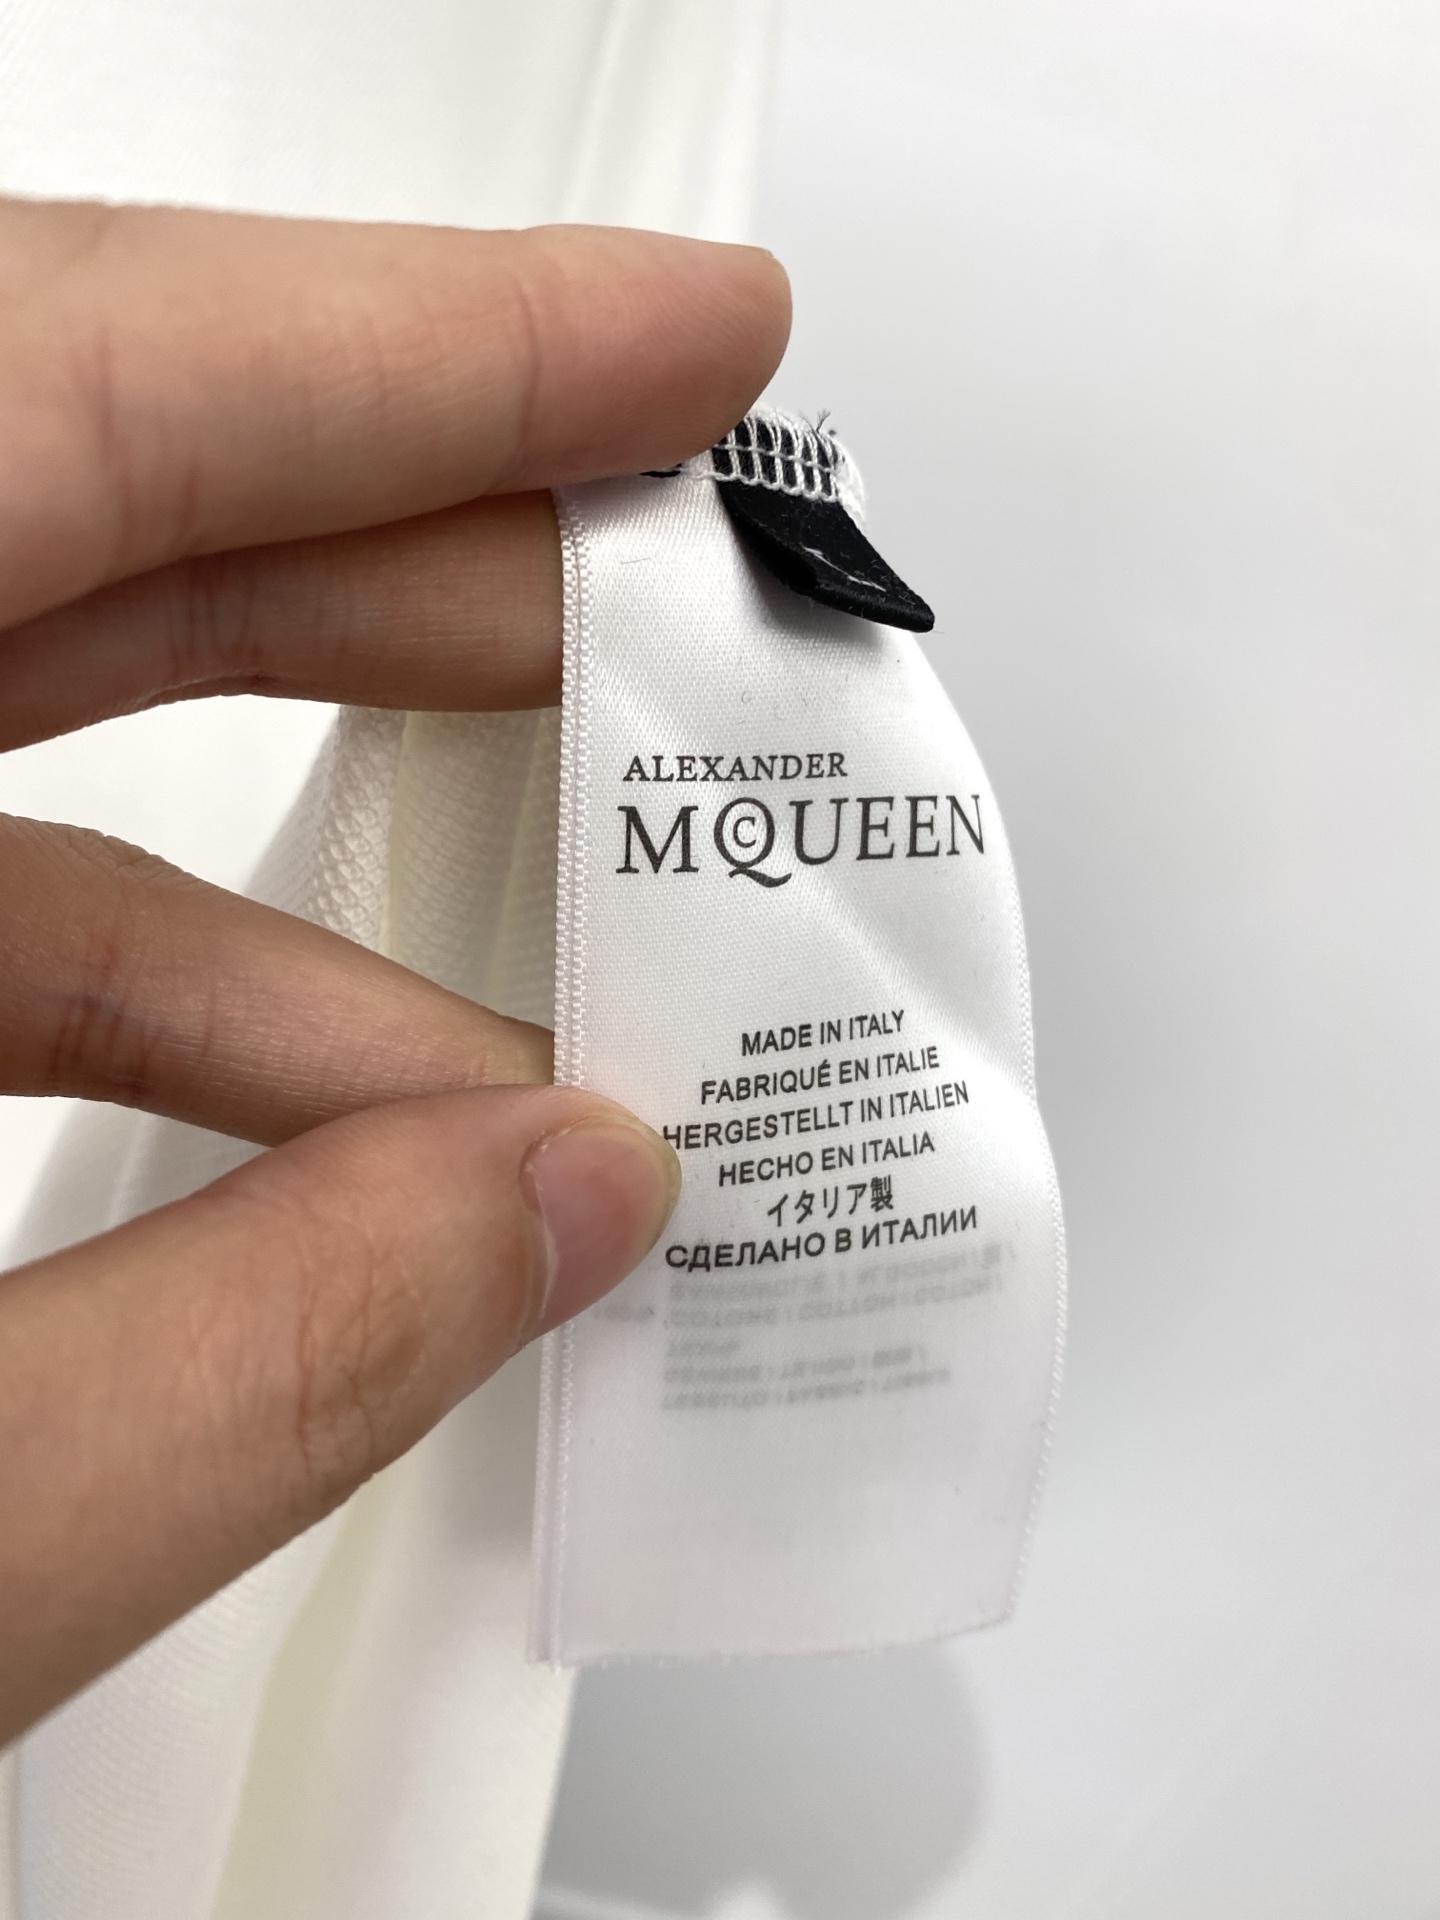 ALEXANDER
McQUEEN
MADE IN ITALY
FABRIQUÉ EN ITALIE
HERGESTELLT IN ITALIEN
HECHO EN ITALIA
イタリア製
СДЕЛАНО В ИТАЛИИ